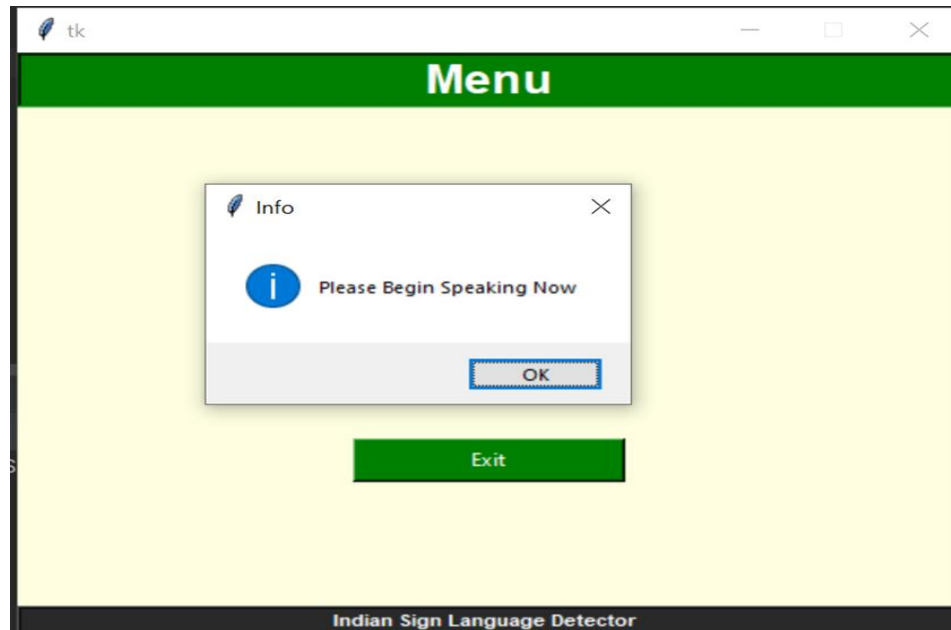 tk
Menu
Info
i
Please Begin Speaking Now
OK
Exit
s
Indian Sign Language Detector